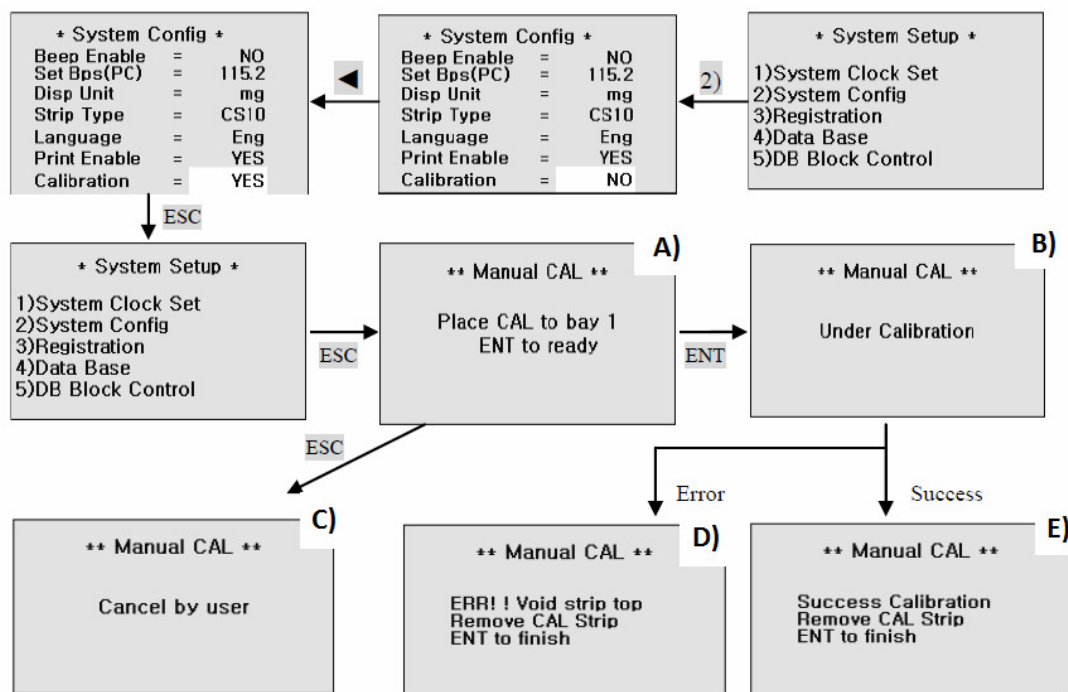 * System Config *
Beep Enable = NO
Set Bps(PC) = 115.2
Disp Unit = mg
Strip Type = CS10
Language = Eng
Print Enable = YES
Calibration = YES
◄
* System Config *
Beep Enable = NO
Set Bps(PC) = 115.2
Disp Unit = mg
Strip Type = CS10
Language = Eng
Print Enable = YES
Calibration = NO
2)
* System Setup *
1)System Clock Set
2)System Config
3)Registration
4)Data Base
5)DB Block Control
ESC
* System Setup *
1)System Clock Set
2)System Config
3)Registration
4)Data Base
5)DB Block Control
ESC
A)
** Manual CAL **
Place CAL to bay 1
ENT to ready
ENT
B)
** Manual CAL **
Under Calibration
ESC
Error
Success
C)
** Manual CAL **
Cancel by user
D)
** Manual CAL **
ERR! ! Void strip top
Remove CAL Strip
ENT to finish
E)
** Manual CAL **
Success Calibration
Remove CAL Strip
ENT to finish